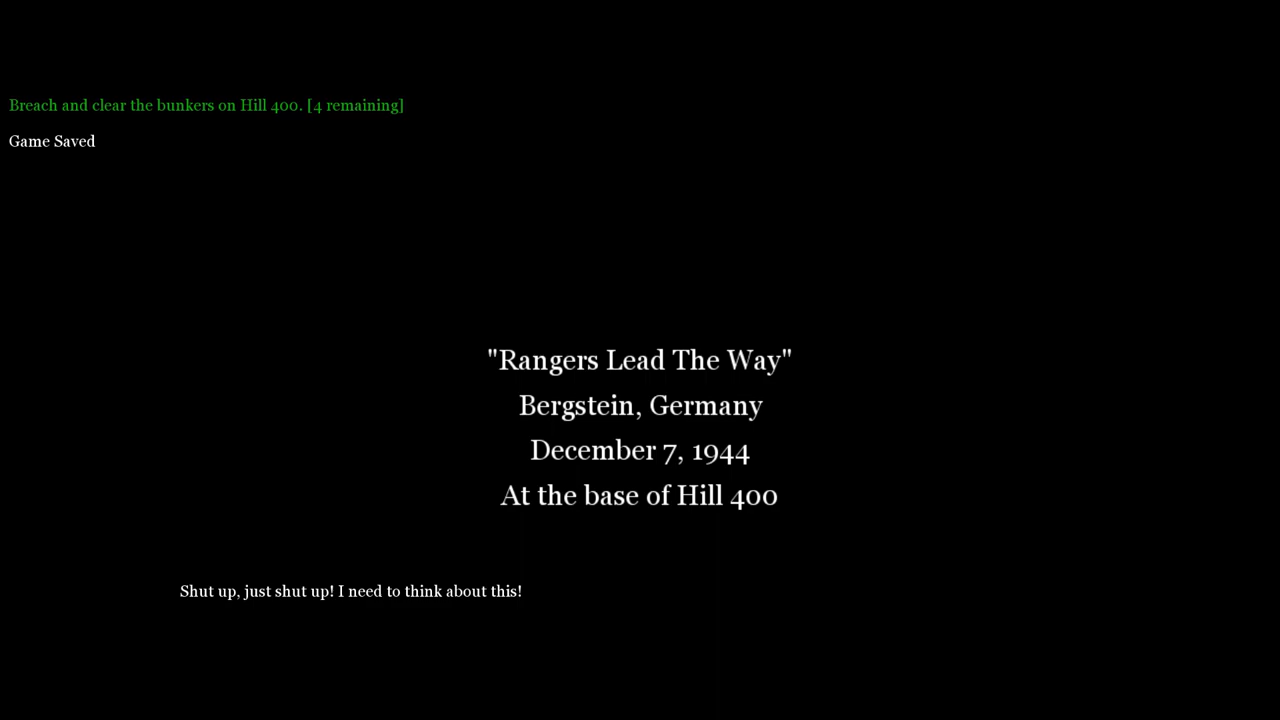 Breach and clear the bunkers on Hill 400. [4 remaining]
Game Saved
"Rangers Lead The Way"
Bergstein, Germany
December 7, 1944
At the base of Hill 400
Shut up, just shut up! I need to think about this!